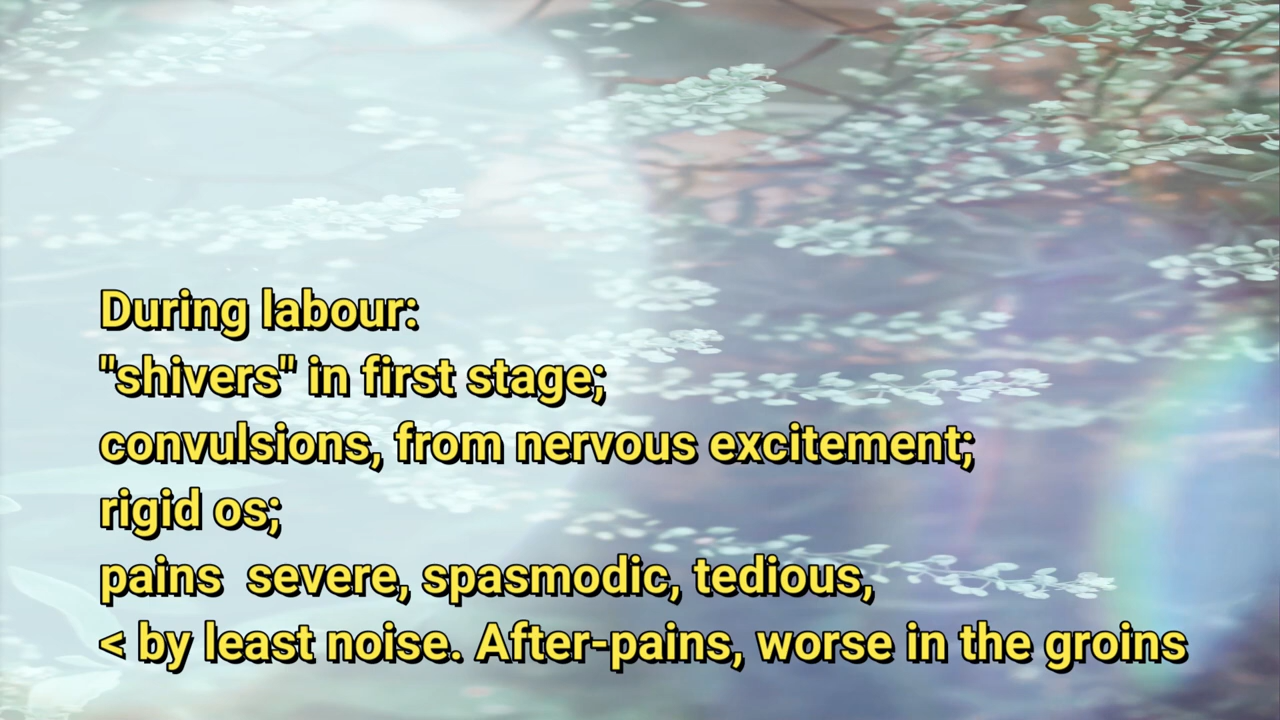 During labour:
"shivers" in first stage;
convulsions, from nervous excitement;
rigid os;
pains  severe, spasmodic, tedious,
< by least noise. After-pains, worse in the groins